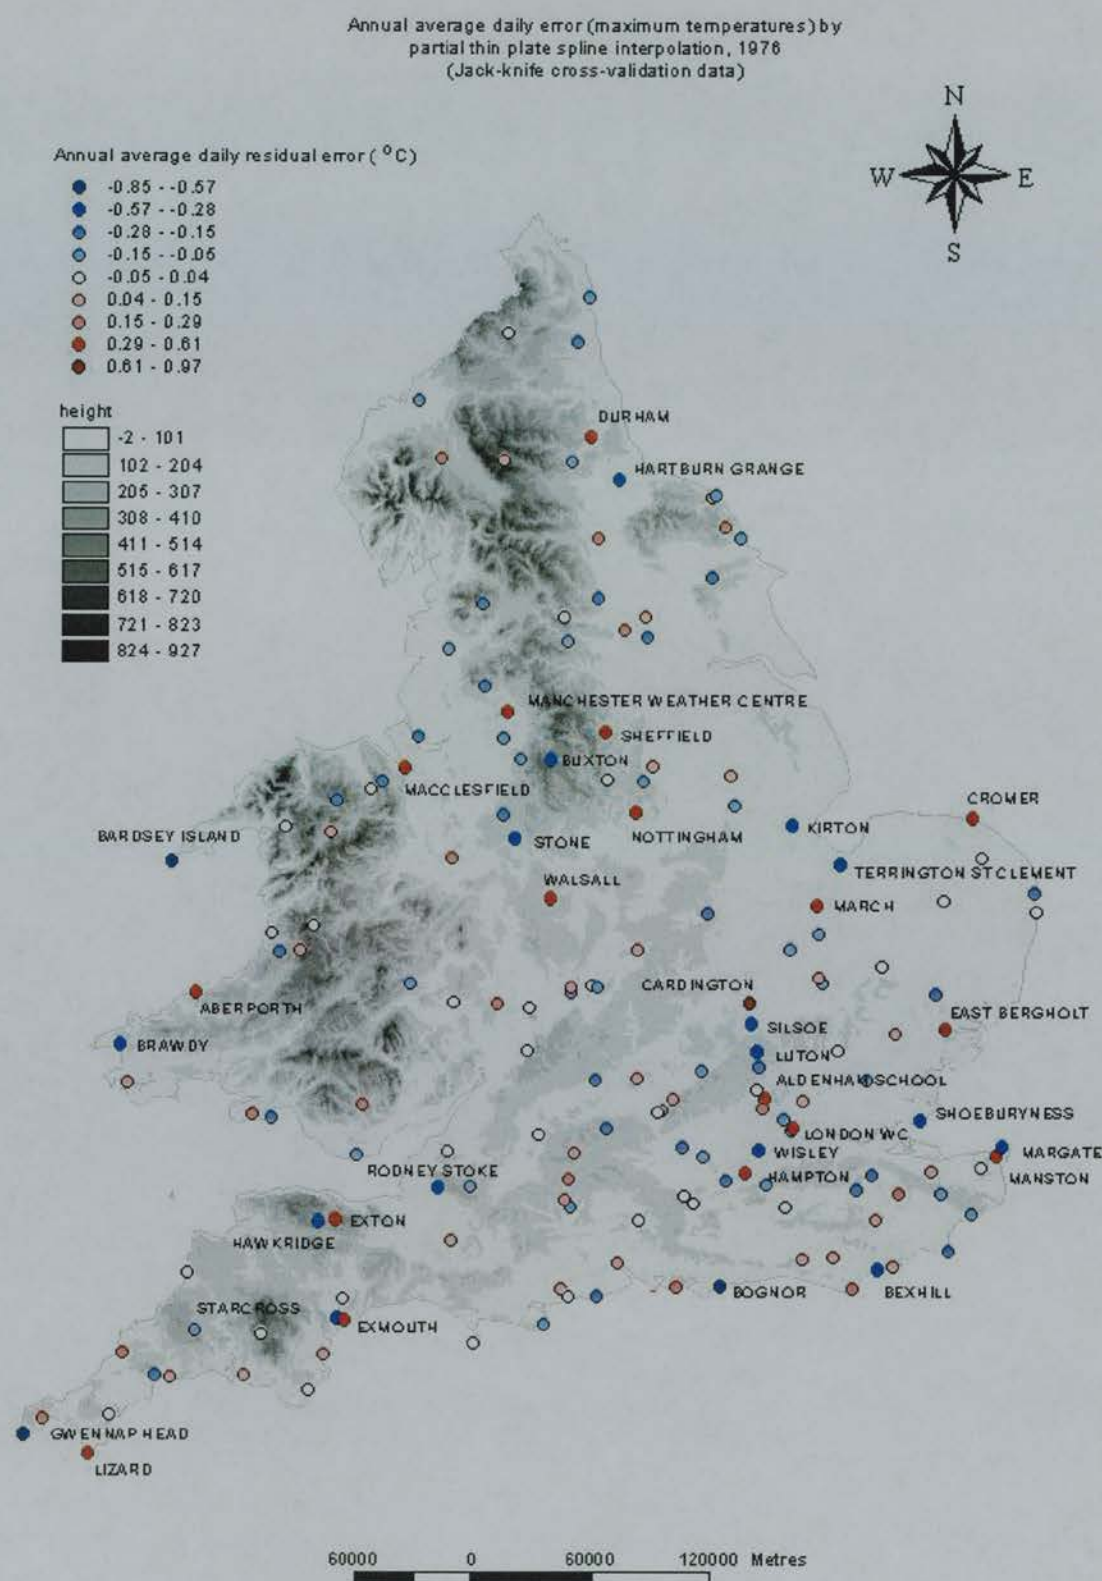 Annual average daily error (maximum temperatures) by
partial thin plate spline interpolation, 1976
(Jack-knife cross-validation data)
N
W
E
S
Annual average daily residual error ( °C)
-0.85 - -0.57
-0.57 - -0.28
-0.28 - -0.15
-0.15 - -0.05
-0.05 - 0.04
0.04 - 0.15
0.15 - 0.29
0.29 - 0.61
0.61 - 0.97
height
-2 - 101
102 - 204
205 - 307
308 - 410
411 - 514
515 - 617
618 - 720
721 - 823
824 - 927
DURHAM
HARTBURN GRANGE
MANCHESTER WEATHER CENTRE
SHEFFIELD
BUXTON
MACCLESFIELD
CROMER
BARDSEY ISLAND
STONE
NOTTINGHAM
KIRTON
TERRINGTON ST CLEMENT
WALSALL
MARCH
CARDINGTON
ABERPORTH
EAST BERGHOLT
SILSOE
BRAWDY
LUTON
ALDENHAM SCHOOL
SHOEBURYNESS
LONDON WC
WISLEY
MARGATE
RODNEY STOKE
HAMPTON
MANSTON
EXTON
HAWKRIDGE
BOGNOR
BEXHILL
STARCROSS
EXMOUTH
GWENNAP HEAD
LIZARD
60000 0 60000 120000 Metres